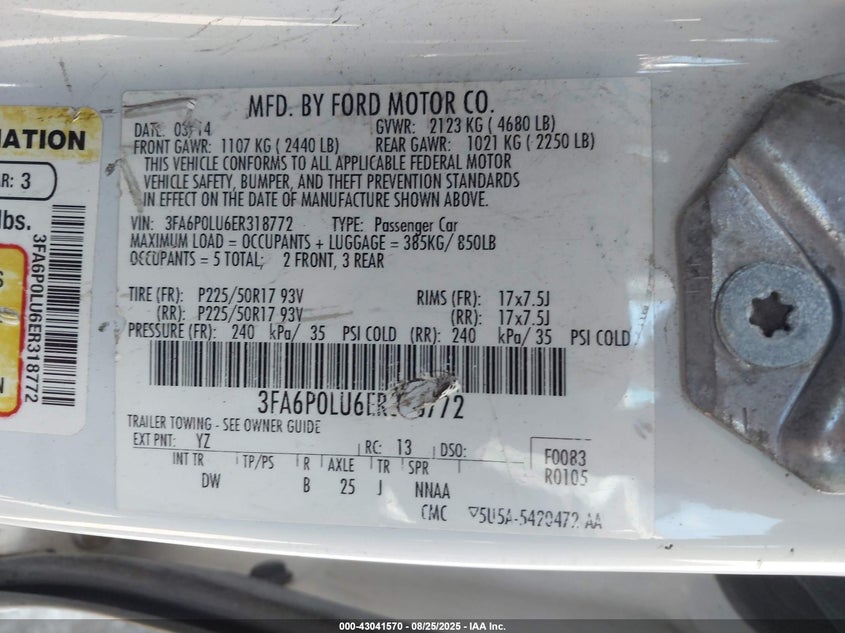 MFD. BY FORD MOTOR CO.
DATE: 03/14 GVWR: 2123 KG ( 4680 LB)
FRONT GAWR: 1107 KG ( 2440 LB) REAR GAWR: 1021 KG ( 2250 LB)
THIS VEHICLE CONFORMS TO ALL APPLICABLE FEDERAL MOTOR
VEHICLE SAFETY, BUMPER, AND THEFT PREVENTION STANDARDS
IN EFFECT ON THE DATE OF MANUFACTURE SHOWN ABOVE.
VIN: 3FA6P0LU6ER318772 TYPE: Passenger Car
MAXIMUM LOAD = OCCUPANTS + LUGGAGE = 385KG/ 850LB
OCCUPANTS = 5 TOTAL; 2 FRONT, 3 REAR
TIRE (FR): P225/50R17 93V RIMS (FR): 17x7.5J
(RR): P225/50R17 93V (RR): 17x7.5J
PRESSURE (FR): 240 kPa/ 35 PSI COLD (RR): 240 kPa/ 35 PSI COLD
TRAILER TOWING - SEE OWNER GUIDE
EXT PNT: YZ RC: 13 DSO:
INT TR TP/PS R AXLE TR SPR
DW B 25 J NNAA
F0083
R0105
CMC
3FA6P0LU6ER318772
3
lbs.
000-43041570 - 08/25/2025 - IAA Inc.